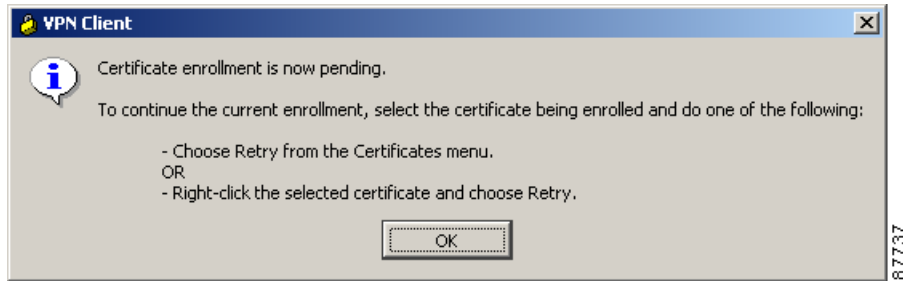 VPN Client
Certificate enrollment is now pending.
To continue the current enrollment, select the certificate being enrolled and do one of the following:
- Choose Retry from the Certificates menu.
OR
- Right-click the selected certificate and choose Retry.
OK
87737